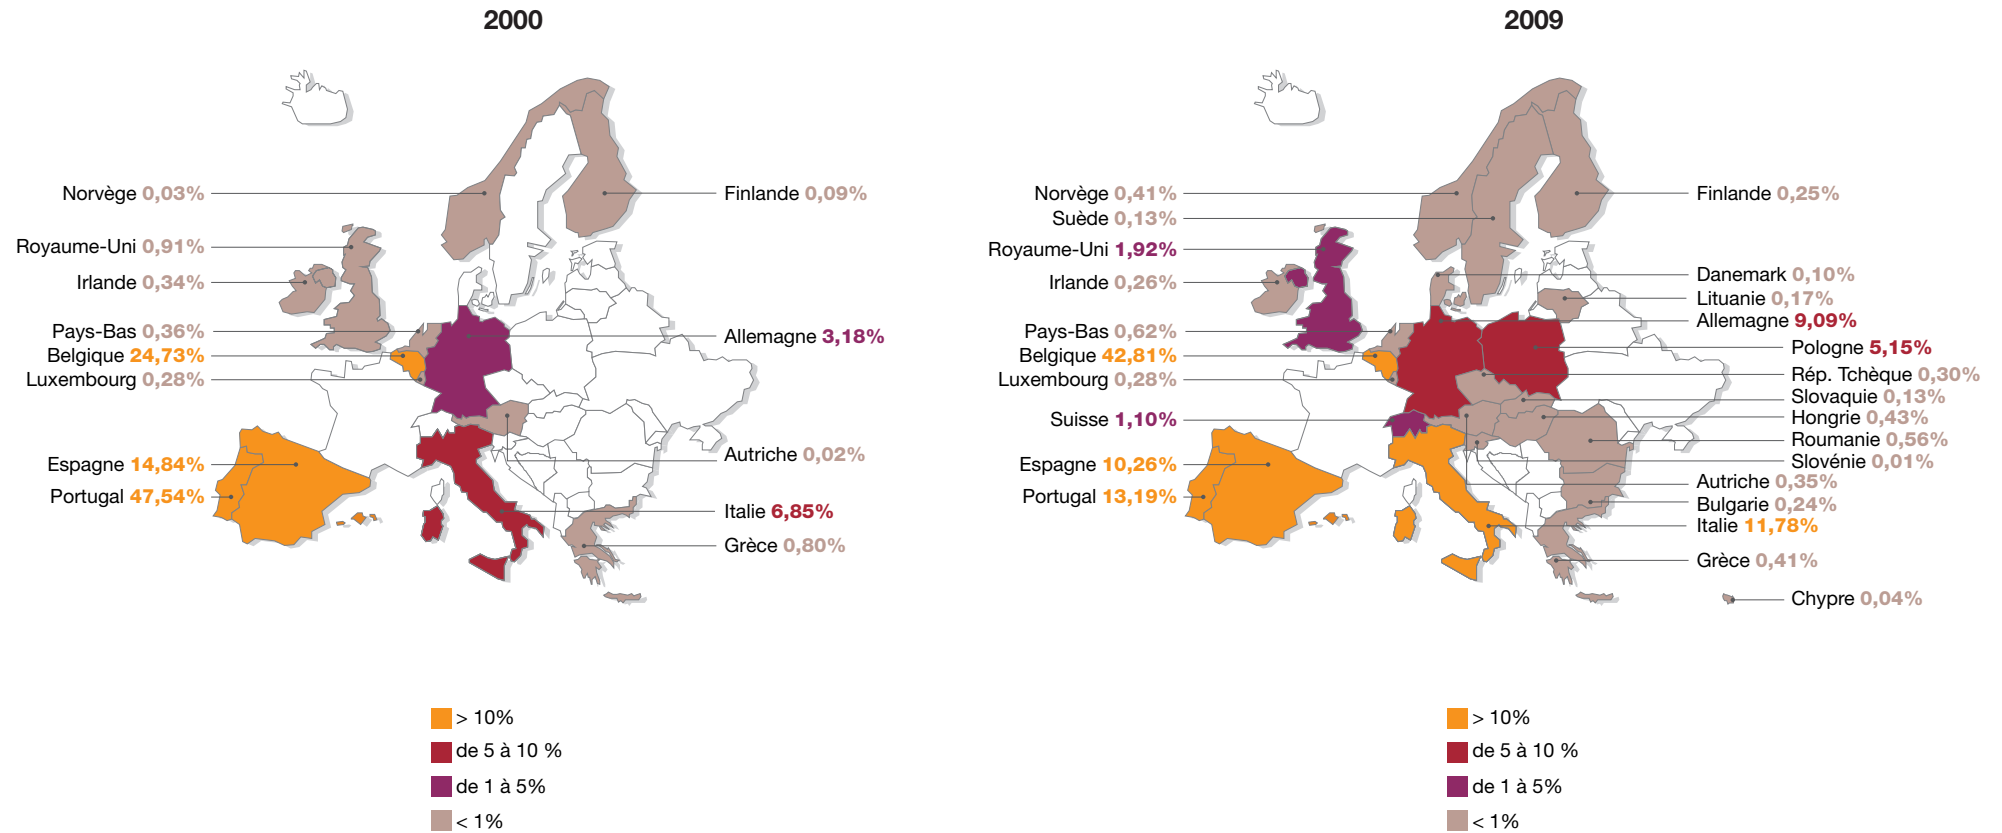 2000
Norvège 0,03%
Royaume-Uni 0,91%
Irlande 0,34%
Pays-Bas 0,36%
Belgique 24,73%
Luxembourg 0,28%
Espagne 14,84%
Portugal 47,54%
Finlande 0,09%
Allemagne 3,18%
Autriche 0,02%
Italie 6,85%
Grèce 0,80%
> 10%
de 5 à 10 %
de 1 à 5%
< 1%
2009
Norvège 0,41%
Suède 0,13%
Royaume-Uni 1,92%
Irlande 0,26%
Pays-Bas 0,62%
Belgique 42,81%
Luxembourg 0,28%
Suisse 1,10%
Espagne 10,26%
Portugal 13,19%
Finlande 0,25%
Danemark 0,10%
Lituanie 0,17%
Allemagne 9,09%
Pologne 5,15%
Rép. Tchèque 0,30%
Slovaquie 0,13%
Hongrie 0,43%
Roumanie 0,56%
Slovénie 0,01%
Autriche 0,35%
Bulgarie 0,24%
Italie 11,78%
Grèce 0,41%
Chypre 0,04%
> 10%
de 5 à 10 %
de 1 à 5%
< 1%